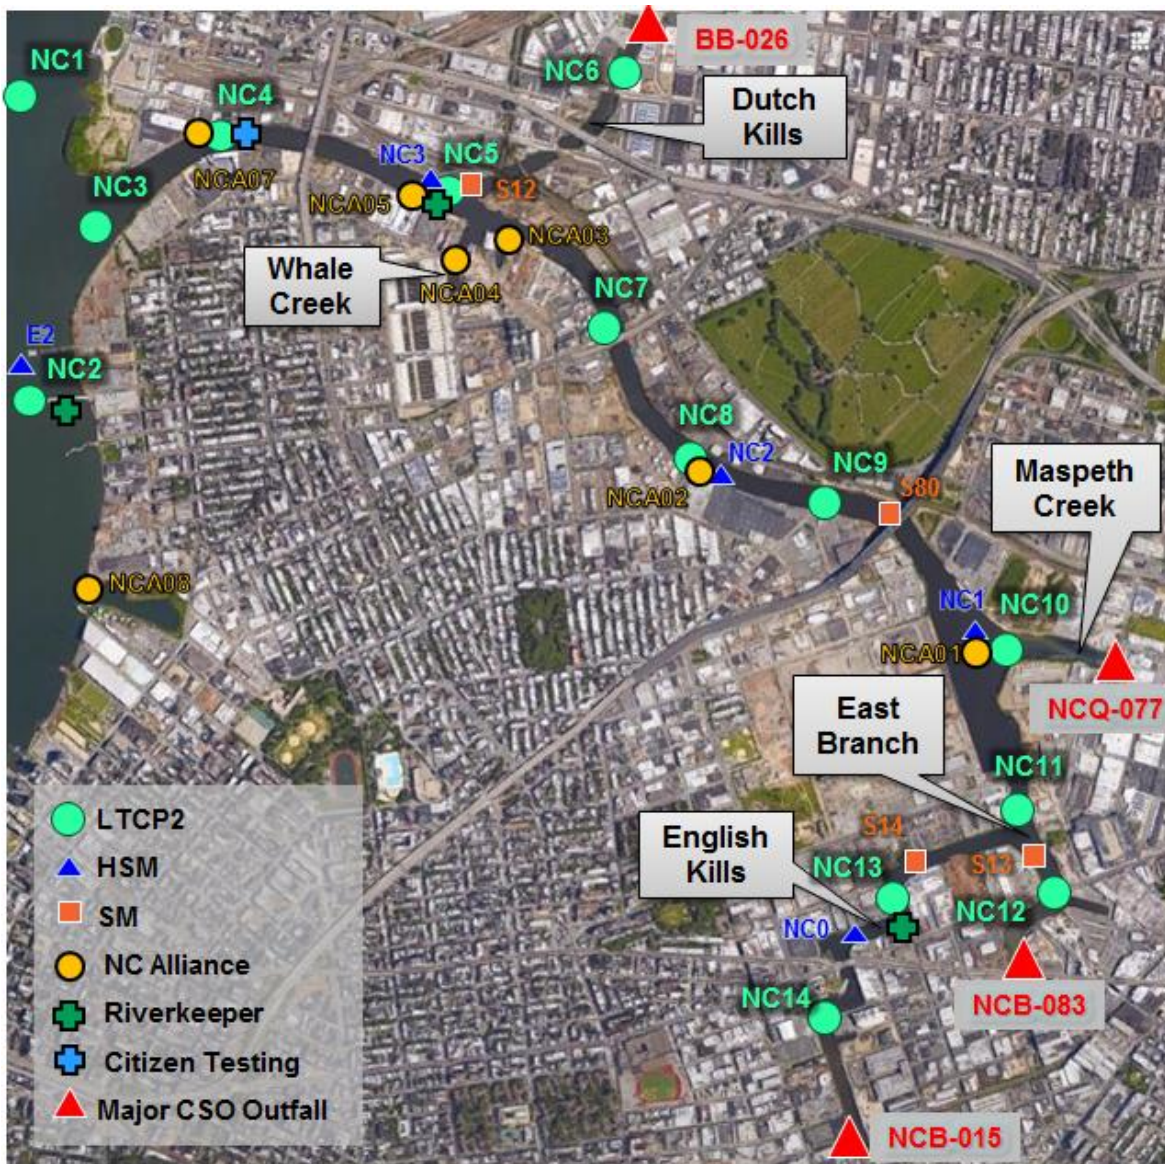 BB-026
NC1
NC6
Dutch
Kills
NC4
NC3
NC5
NC3
NCA07
NCA05
S12
NCA03
Whale
Creek
NCA04
NC7
E2
NC2
NC8
NC2
NC9
NCA02
S80
Maspeth
Creek
NCA08
NC1
NC10
NCA01
NCQ-077
East
Branch
NC11
LTCP2
S14
English
Kills
HSM
NC13
S13
SM
NC12
NC0
NC Alliance
NC14
NCB-083
Riverkeeper
Citizen Testing
Major CSO Outfall
NCB-015